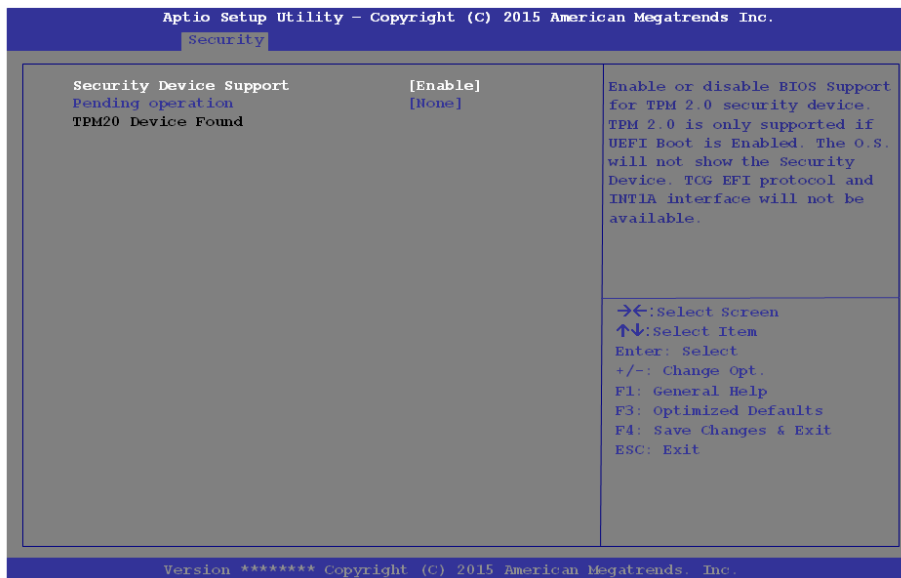 Aptio Setup Utility – Copyright (C) 2015 American Megatrends Inc.
Security
Security Device Support [Enable]
Pending operation [None]
TPM20 Device Found
Enable or disable BIOS Support
for TPM 2.0 security device.
TPM 2.0 is only supported if
UEFI Boot is Enabled. The O.S.
will not show the Security
Device. TCG EFI protocol and
INT1A interface will not be
available.
→←:Select Screen
↑↓:Select Item
Enter: Select
+/-: Change Opt.
F1: General Help
F3: Optimized Defaults
F4: Save Changes & Exit
ESC: Exit
Version ******** Copyright (C) 2015 American Megatrends. Inc.